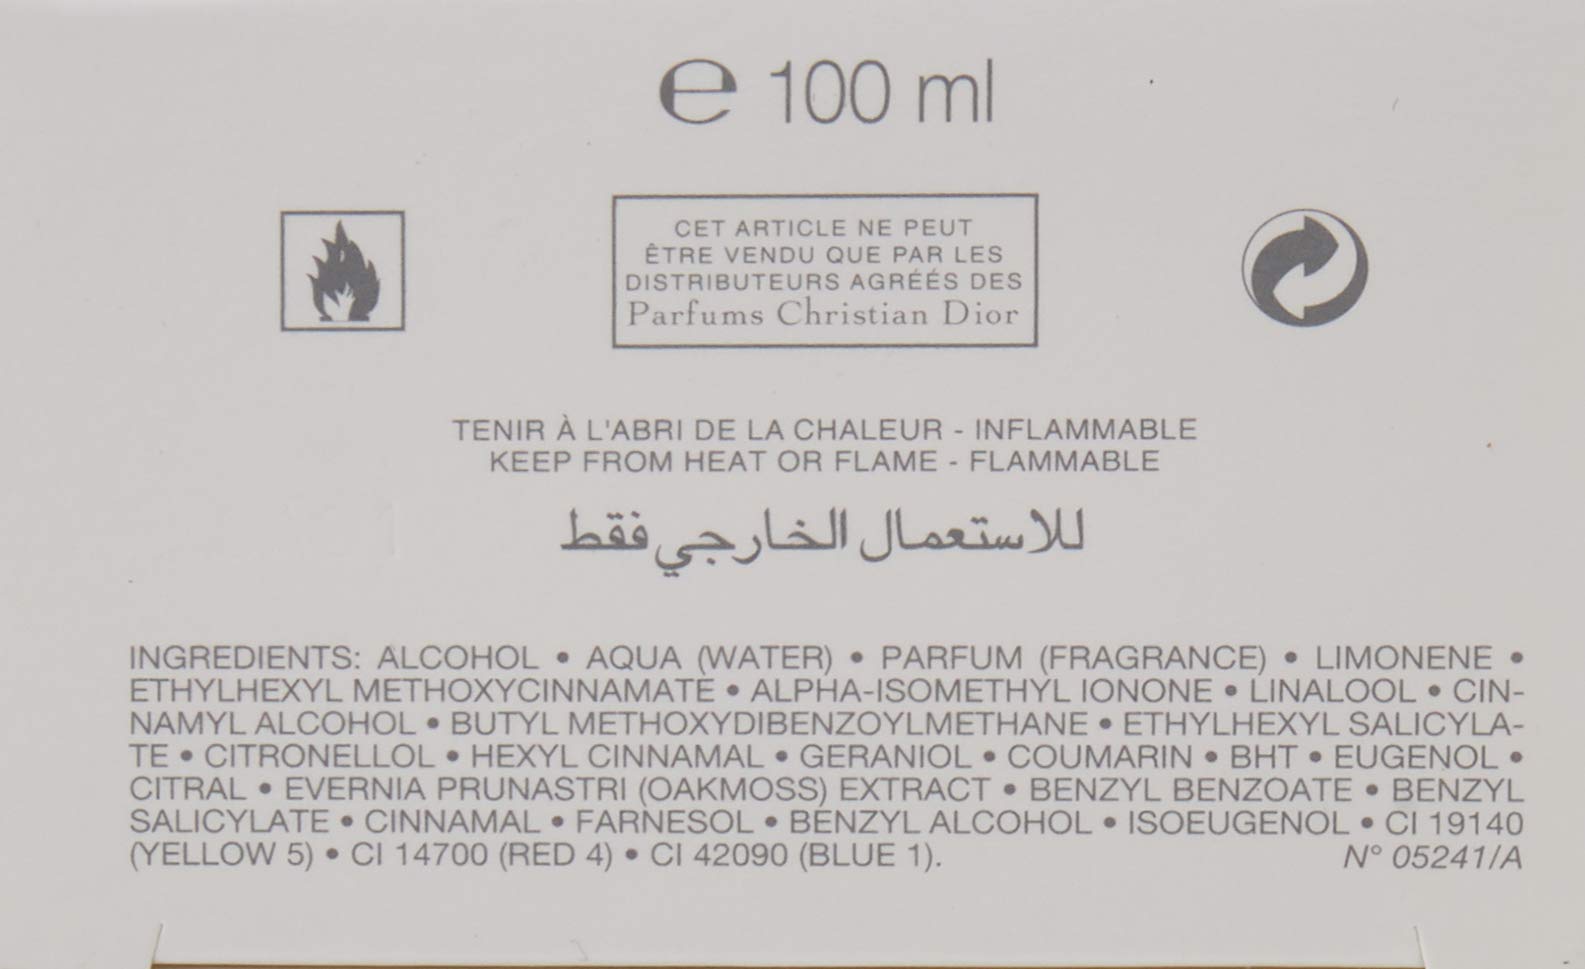 ℮ 100 ml
CET ARTICLE NE PEUT
ÊTRE VENDU QUE PAR LES
DISTRIBUTEURS AGRÉÉS DES
Parfums Christian Dior
TENIR À L'ABRI DE LA CHALEUR - INFLAMMABLE
KEEP FROM HEAT OR FLAME - FLAMMABLE
للاستعمال الخارجي فقط
INGREDIENTS: ALCOHOL • AQUA (WATER) • PARFUM (FRAGRANCE) • LIMONENE •
ETHYLHEXYL METHOXYCINNAMATE • ALPHA-ISOMETHYL IONONE • LINALOOL • CIN-
NAMYL ALCOHOL • BUTYL METHOXYDIBENZOYLMETHANE • ETHYLHEXYL SALICYLA-
TE • CITRONELLOL • HEXYL CINNAMAL • GERANIOL • COUMARIN • BHT • EUGENOL •
CITRAL • EVERNIA PRUNASTRI (OAKMOSS) EXTRACT • BENZYL BENZOATE • BENZYL
SALICYLATE • CINNAMAL • FARNESOL • BENZYL ALCOHOL • ISOEUGENOL • CI 19140
(YELLOW 5) • CI 14700 (RED 4) • CI 42090 (BLUE 1). N° 05241/A